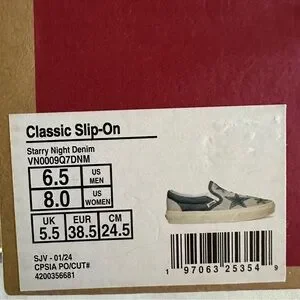 Classic Slip-On
Starry Night Denim
VN0009Q7DNM
6.5 US MEN
8.0 US WOMEN
UK EUR CM
5.5 38.5 24.5
SJV - 01/24
CPSIA PO/CUT#
4200356681
1 97063 25354 9